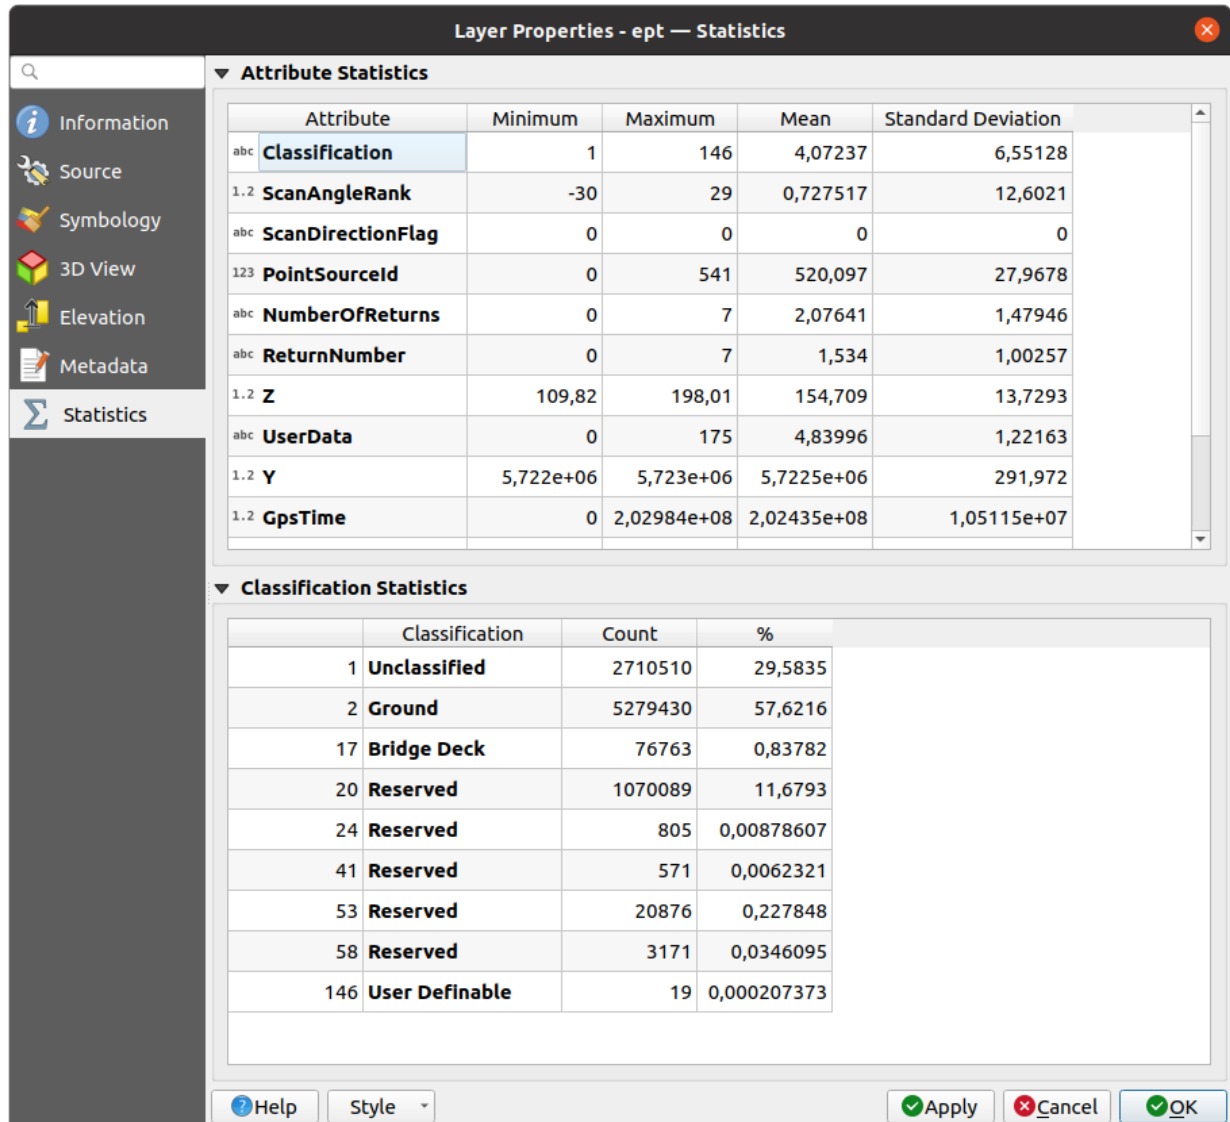 Layer Properties - ept — Statistics
Information
Source
Symbology
3D View
Elevation
Metadata
Statistics
Attribute Statistics
Attribute Minimum Maximum Mean Standard Deviation
abc Classification 1 146 4,07237 6,55128
1.2 ScanAngleRank -30 29 0,727517 12,6021
abc ScanDirectionFlag 0 0 0 0
123 PointSourceId 0 541 520,097 27,9678
abc NumberOfReturns 0 7 2,07641 1,47946
abc ReturnNumber 0 7 1,534 1,00257
1.2 Z 109,82 198,01 154,709 13,7293
abc UserData 0 175 4,83996 1,22163
1.2 Y 5,722e+06 5,723e+06 5,7225e+06 291,972
1.2 GpsTime 0 2,02984e+08 2,02435e+08 1,05115e+07
Classification Statistics
Classification Count %
1 Unclassified 2710510 29,5835
2 Ground 5279430 57,6216
17 Bridge Deck 76763 0,83782
20 Reserved 1070089 11,6793
24 Reserved 805 0,00878607
41 Reserved 571 0,0062321
53 Reserved 20876 0,227848
58 Reserved 3171 0,0346095
146 User Definable 19 0,000207373
Help Style Apply Cancel OK